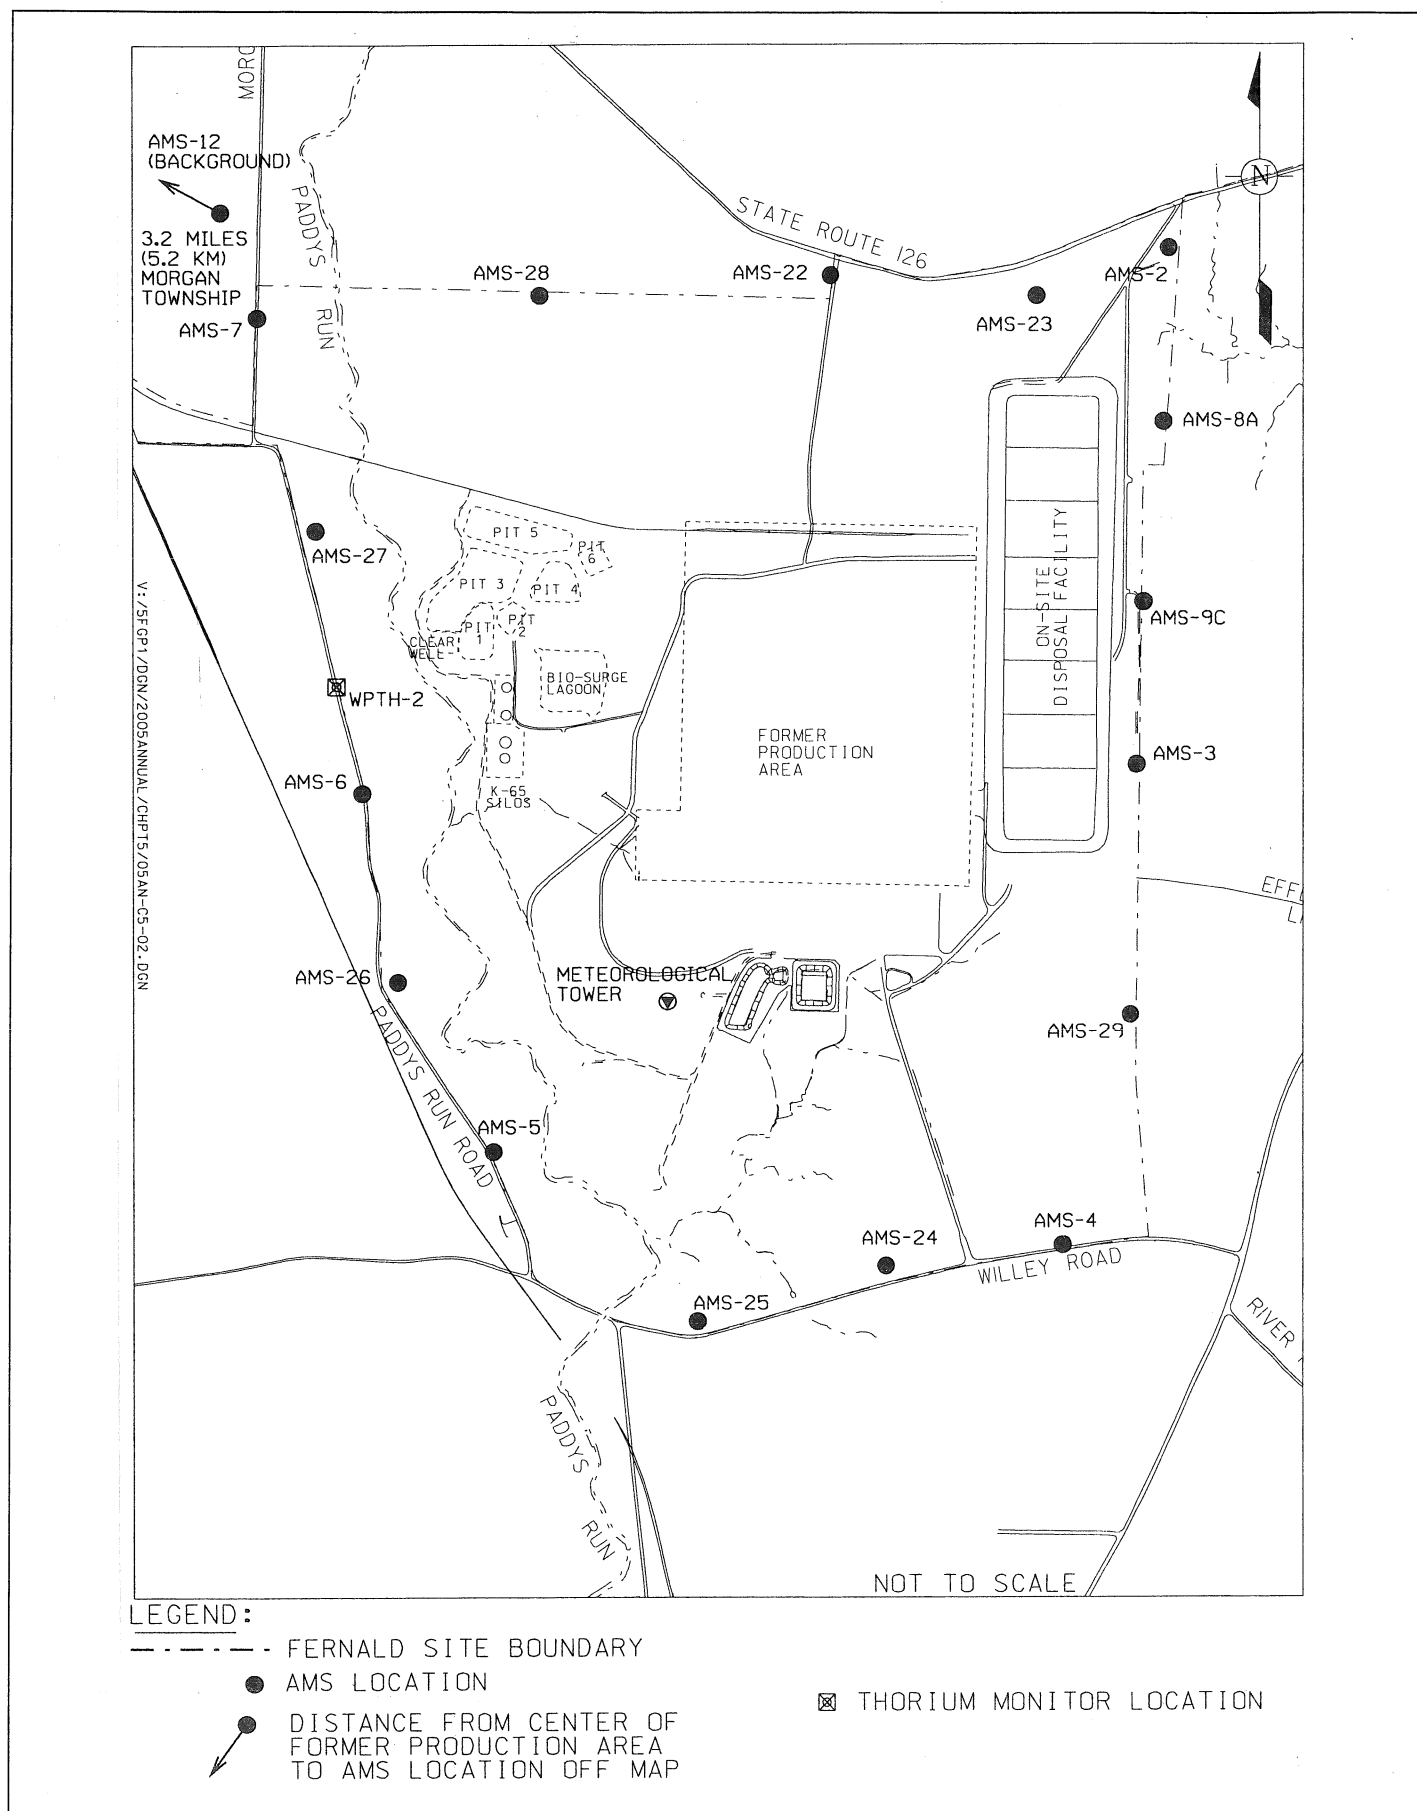 MORG
AMS-12
(BACKGROUND)
3.2 MILES
(5.2 KM)
MORGAN
TOWNSHIP
AMS-7
PADDYS
RUN
AMS-28
STATE ROUTE 126
AMS-22
AMS-23
AMS-2
N
AMS-8A
AMS-27
PIT 5
PIT
6
PIT 3
PIT 4
PIT
1
PIT
2
CLEAR
WELL
BIO-SURGE
LAGOON
K-65
SILOS
WPTH-2
AMS-6
FORMER
PRODUCTION
AREA
ON-SITE
DISPOSAL FACILITY
AMS-9C
AMS-3
EFF
L
V:/5FGP1/DGN/2005ANNUAL/CHPT5/05AN-C5-02.DGN
AMS-26
METEOROLOGICAL
TOWER
AMS-29
PADDYS RUN ROAD
AMS-5
AMS-24
AMS-4
WILLEY ROAD
AMS-25
RIVER
PADDYS
RUN
NOT TO SCALE
LEGEND:
FERNALD SITE BOUNDARY
AMS LOCATION
DISTANCE FROM CENTER OF
FORMER PRODUCTION AREA
TO AMS LOCATION OFF MAP
THORIUM MONITOR LOCATION